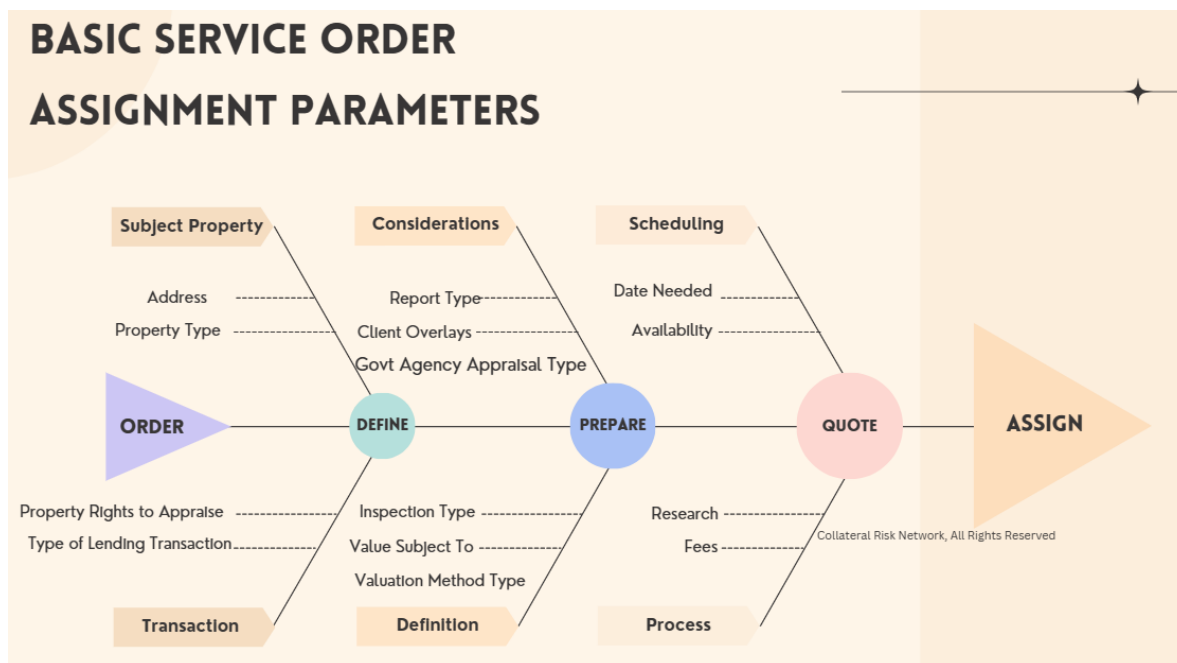 BASIC SERVICE ORDER
ASSIGNMENT PARAMETERS
Subject Property
Considerations
Scheduling
Address
Property Type
Report Type
Client Overlays
Govt Agency Appraisal Type
Date Needed
Availability
ORDER
DEFINE
PREPARE
QUOTE
ASSIGN
Property Rights to Appraise
Type of Lending Transaction
Inspection Type
Value Subject To
Valuation Method Type
Research
Fees
Collateral Risk Network, All Rights Reserved
Transaction
Definition
Process